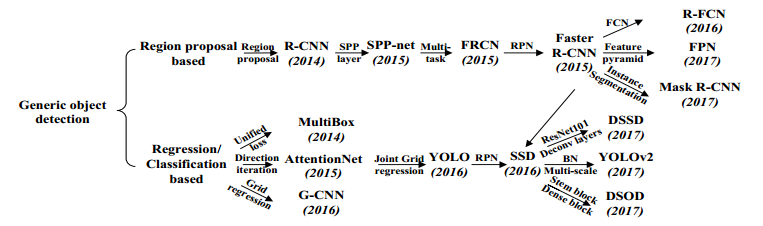 Generic object
detection
Region proposal
based
Region
proposal
R-CNN
(2014)
SPP
layer
SPP-net
(2015)
Multi-
task
FRCN
(2015)
RPN
Faster
R-CNN
(2015)
FCN
R-FCN
(2016)
Feature
pyramid
FPN
(2017)
Instance
Segmentation
Mask R-CNN
(2017)
Regression/
Classification
based
Unified
loss
MultiBox
(2014)
Direction
iteration
AttentionNet
(2015)
Grid
regression
G-CNN
(2016)
Joint Grid
regression
YOLO
(2016)
RPN
SSD
(2016)
ResNet101
Deconv layers
DSSD
(2017)
BN
Multi-scale
YOLOv2
(2017)
Stem block
Dense block
DSOD
(2017)